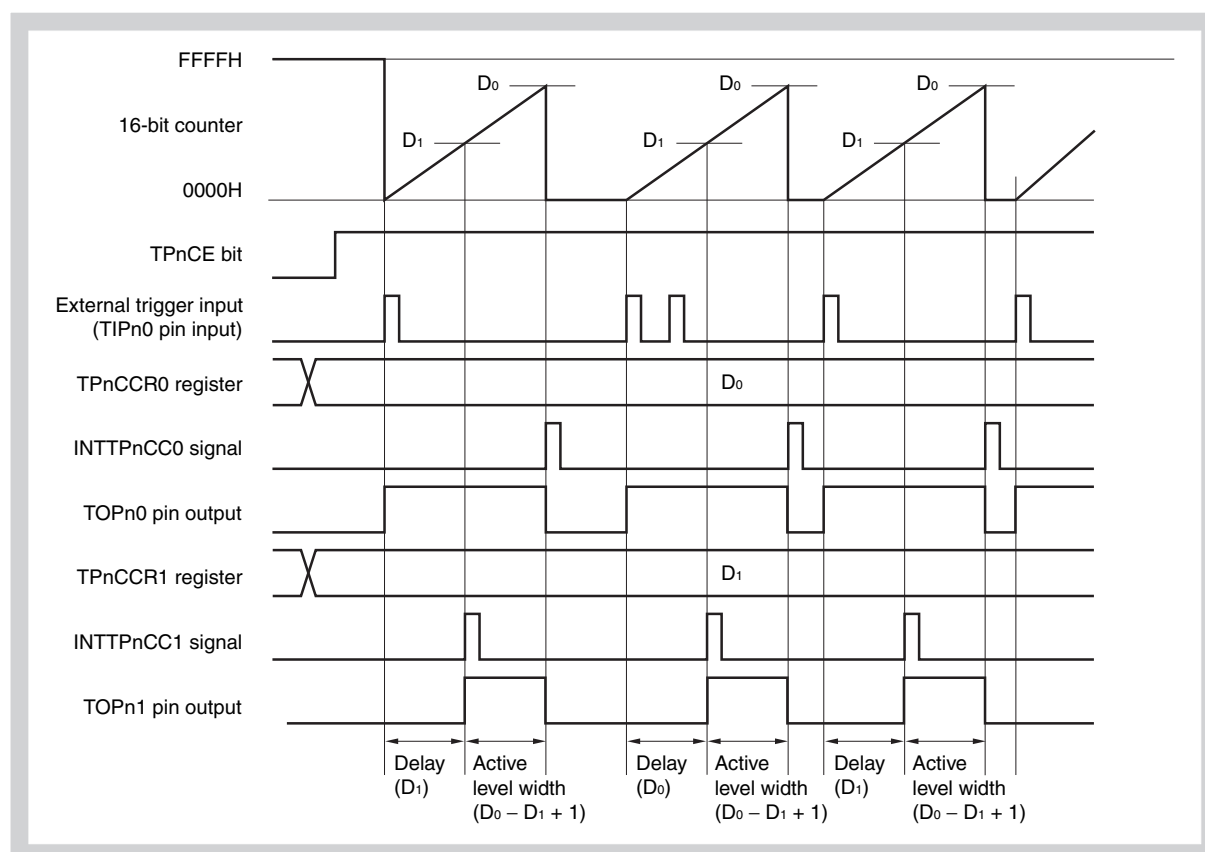 FFFFH
D₀ D₀ D₀
16-bit counter
D₁ D₁ D₁
0000H
TPnCE bit
External trigger input
(TIPn0 pin input)
TPnCCR0 register
D₀
INTTPnCC0 signal
TOPn0 pin output
TPnCCR1 register
D₁
INTTPnCC1 signal
TOPn1 pin output
Delay
(D₁)
Active
level width
(D₀ − D₁ + 1)
Delay
(D₀)
Active
level width
(D₀ − D₁ + 1)
Delay
(D₁)
Active
level width
(D₀ − D₁ + 1)